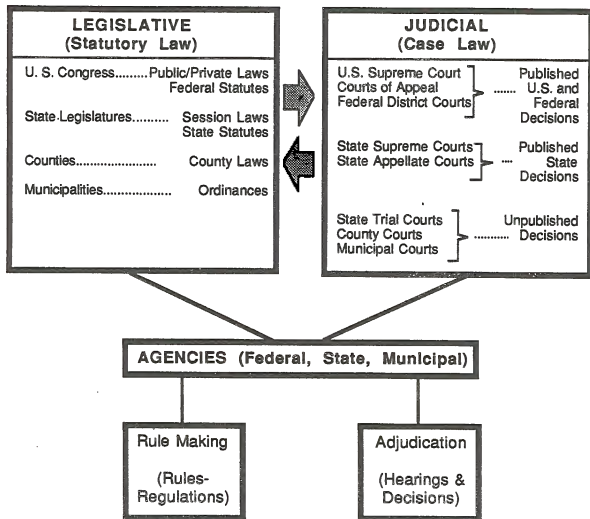 LEGISLATIVE
(Statutory Law)
U. S. Congress.........Public/Private Laws
Federal Statutes
State Legislatures.......... Session Laws
State Statutes
Counties....................... County Laws
Municipalities................... Ordinances
JUDICIAL
(Case Law)
U.S. Supreme Court
Courts of Appeal
Federal District Courts
...... Published
U.S. and
Federal
Decisions
State Supreme Courts
State Appellate Courts
.... Published
State
Decisions
State Trial Courts
County Courts
Municipal Courts
.......... Unpublished
Decisions
AGENCIES (Federal, State, Municipal)
Rule Making
(Rules-
Regulations)
Adjudication
(Hearings &
Decisions)